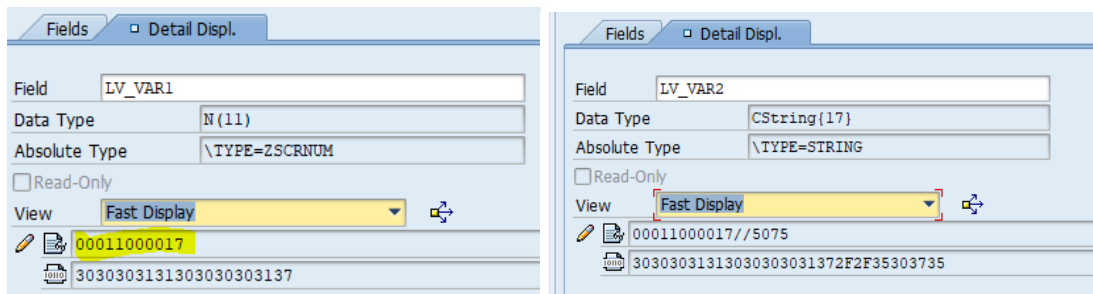 Fields
Detail Displ.
Field LV_VAR1
Data Type N(11)
Absolute Type \TYPE=ZSCRNUM
Read-Only
View Fast Display
00011000017
3030303131303030303137
Fields
Detail Displ.
Field LV_VAR2
Data Type CString{17}
Absolute Type \TYPE=STRING
Read-Only
View Fast Display
00011000017//5075
30303031313030303031372F2F35303735